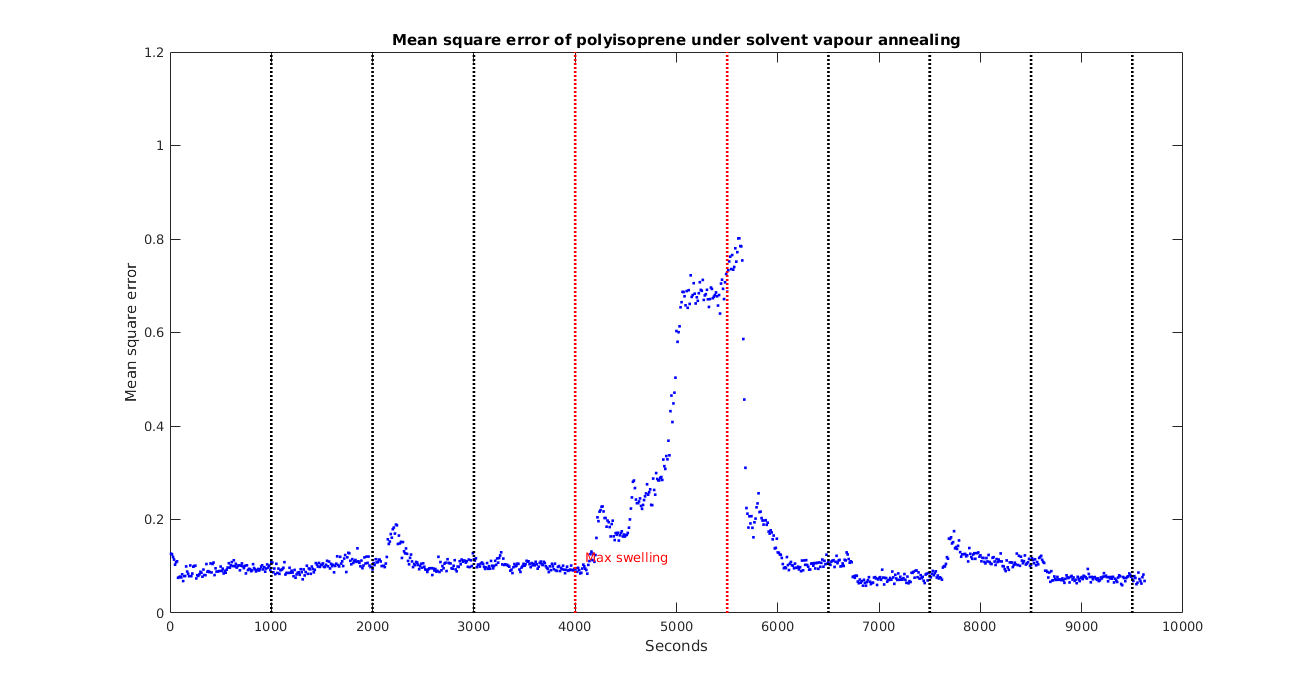 Mean square error of polyisoprene under solvent vapour annealing
1.2
1
0.8
0.6
0.4
0.2
0
Mean square error
Max swelling
0 1000 2000 3000 4000 5000 6000 7000 8000 9000 10000
Seconds